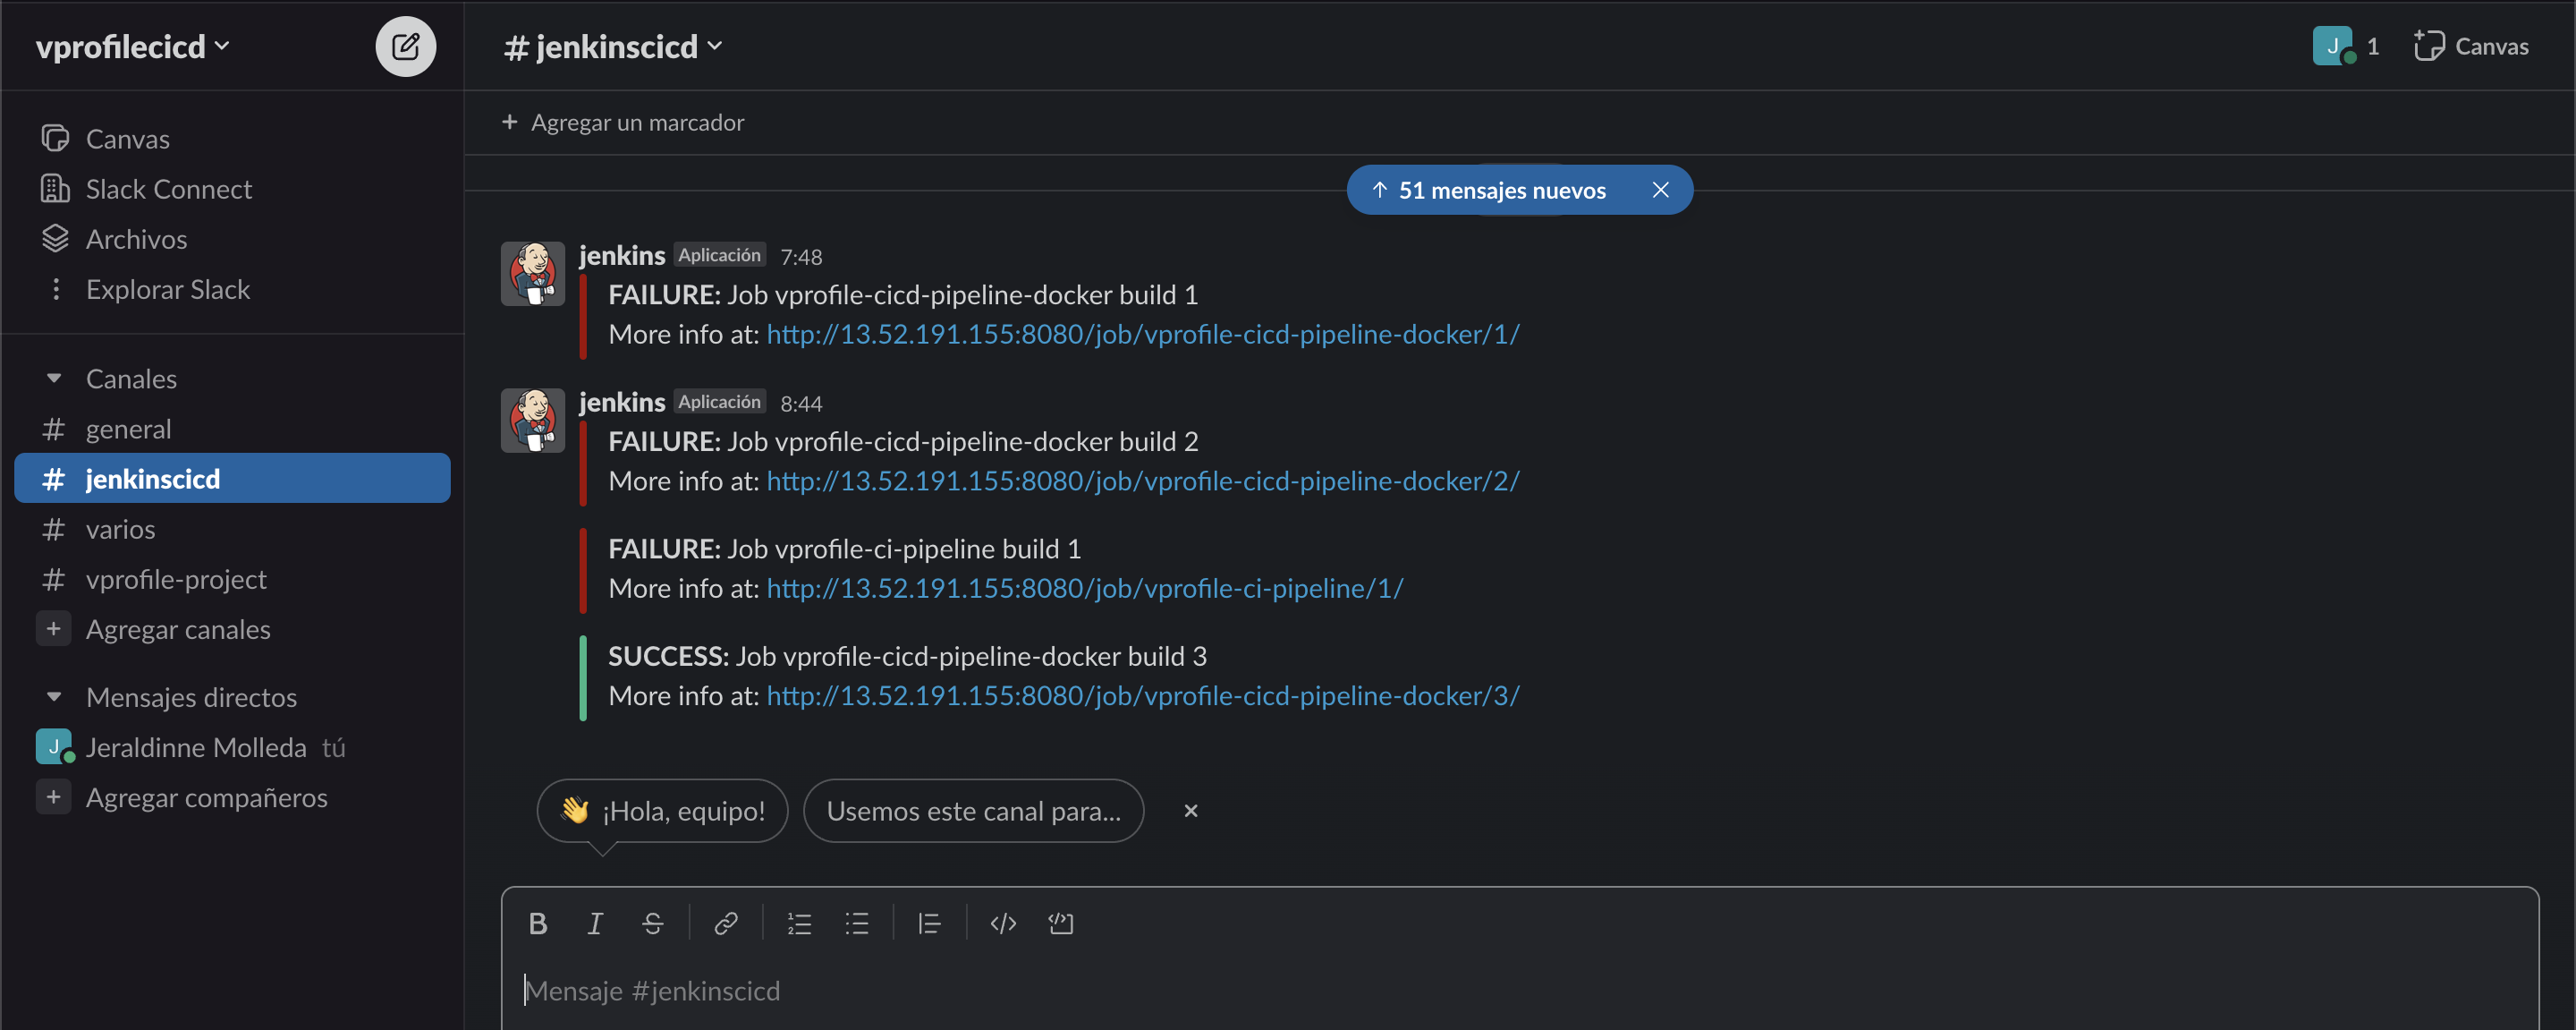 vprofilecicd
Canvas
Slack Connect
Archivos
Explorar Slack
Canales
# general
# jenkinscicd
# varios
# vprofile-project
+ Agregar canales
Mensajes directos
J Jeraldinne Molleda tú
+ Agregar compañeros
# jenkinscicd
J 1 Canvas
+ Agregar un marcador
↑ 51 mensajes nuevos ×
jenkins Aplicación 7:48
FAILURE: Job vprofile-cicd-pipeline-docker build 1
More info at: http://13.52.191.155:8080/job/vprofile-cicd-pipeline-docker/1/
jenkins Aplicación 8:44
FAILURE: Job vprofile-cicd-pipeline-docker build 2
More info at: http://13.52.191.155:8080/job/vprofile-cicd-pipeline-docker/2/
FAILURE: Job vprofile-ci-pipeline build 1
More info at: http://13.52.191.155:8080/job/vprofile-ci-pipeline/1/
SUCCESS: Job vprofile-cicd-pipeline-docker build 3
More info at: http://13.52.191.155:8080/job/vprofile-cicd-pipeline-docker/3/
👋 ¡Hola, equipo! Usemos este canal para... ×
B I S
Mensaje #jenkinscicd